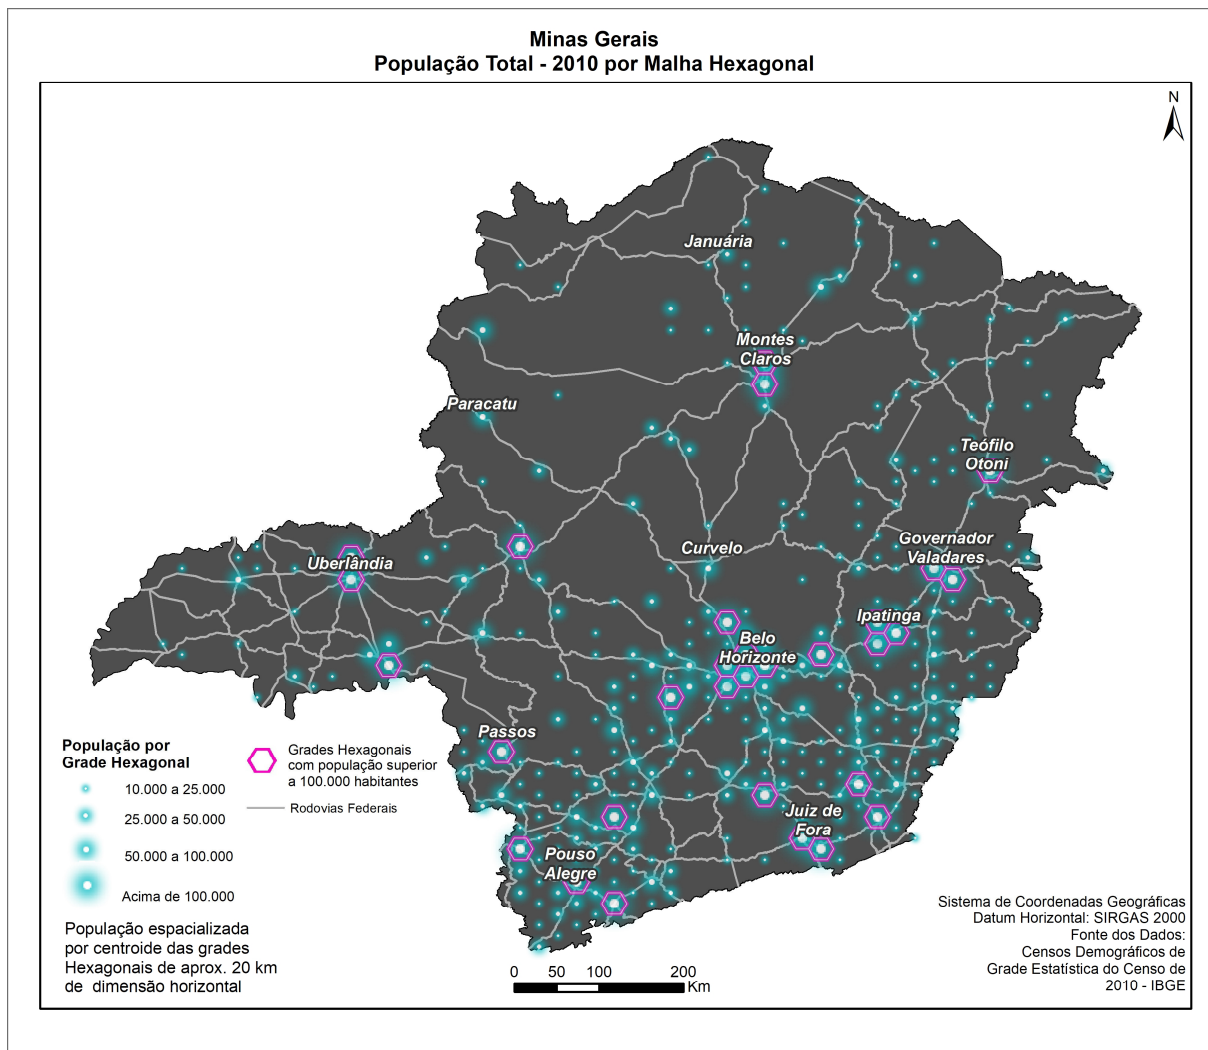 Minas Gerais
População Total - 2010 por Malha Hexagonal
N
Januária
Montes
Claros
Paracatu
Teófilo
Otoni
Curvelo
Governador
Valadares
Uberlândia
Ipatinga
Belo
Horizonte
Passos
Juiz de
Fora
Pouso
Alegre
População por
Grade Hexagonal
10.000 a 25.000
25.000 a 50.000
50.000 a 100.000
Acima de 100.000
Grades Hexagonais
com população superior
a 100.000 habitantes
Rodovias Federais
População espacializada
por centroide das grades
Hexagonais de aprox. 20 km
de dimensão horizontal
0 50 100 200
Km
Sistema de Coordenadas Geográficas
Datum Horizontal: SIRGAS 2000
Fonte dos Dados:
Censos Demográficos de
Grade Estatística do Censo de
2010 - IBGE